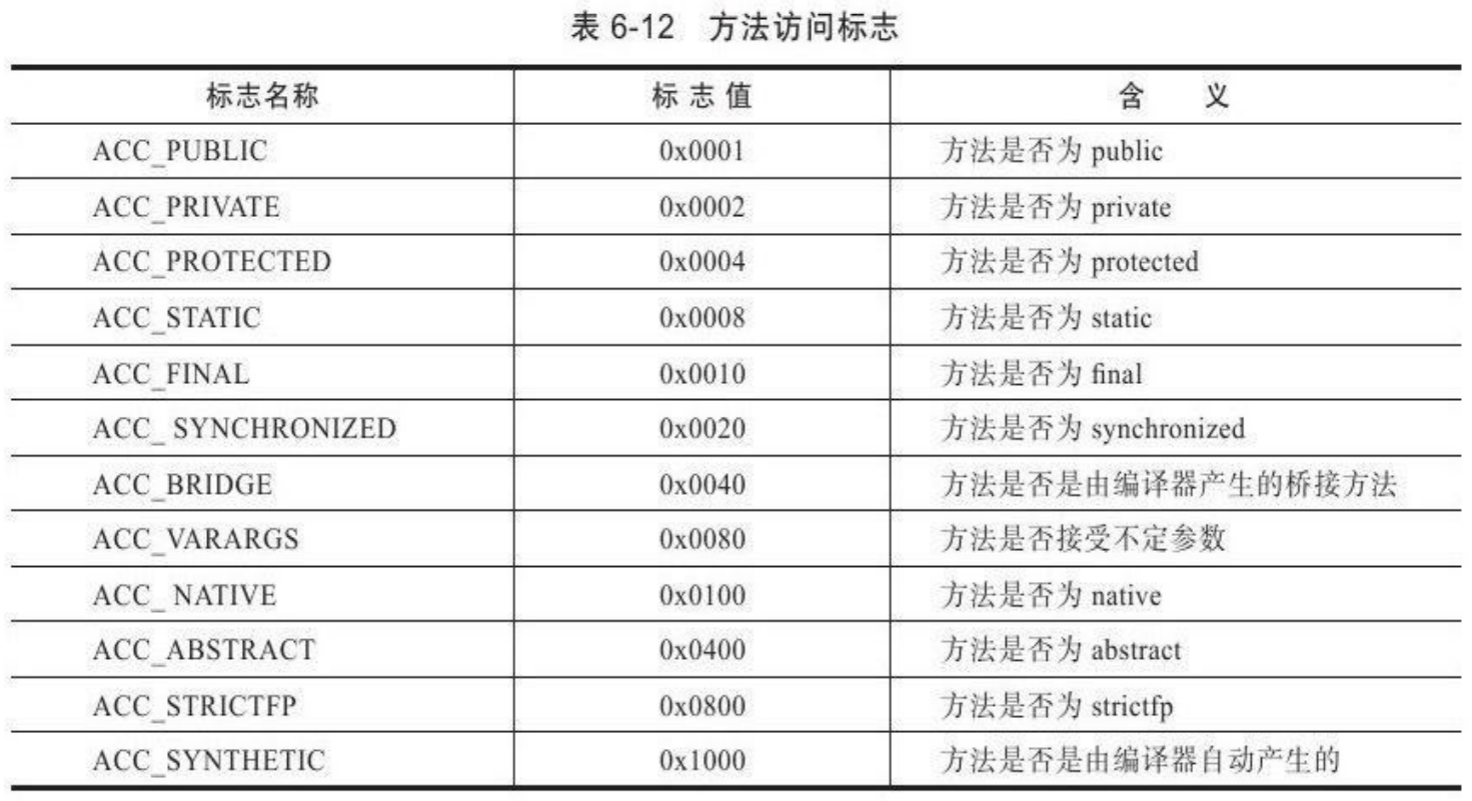 表 6-12 方法访问标志
标志名称 标 志 值 含 义
ACC_PUBLIC 0x0001 方法是否为 public
ACC_PRIVATE 0x0002 方法是否为 private
ACC_PROTECTED 0x0004 方法是否为 protected
ACC_STATIC 0x0008 方法是否为 static
ACC_FINAL 0x0010 方法是否为 final
ACC_ SYNCHRONIZED 0x0020 方法是否为 synchronized
ACC_BRIDGE 0x0040 方法是否是由编译器产生的桥接方法
ACC_VARARGS 0x0080 方法是否接受不定参数
ACC_ NATIVE 0x0100 方法是否为 native
ACC_ABSTRACT 0x0400 方法是否为 abstract
ACC_STRICTFP 0x0800 方法是否为 strictfp
ACC_SYNTHETIC 0x1000 方法是否是由编译器自动产生的